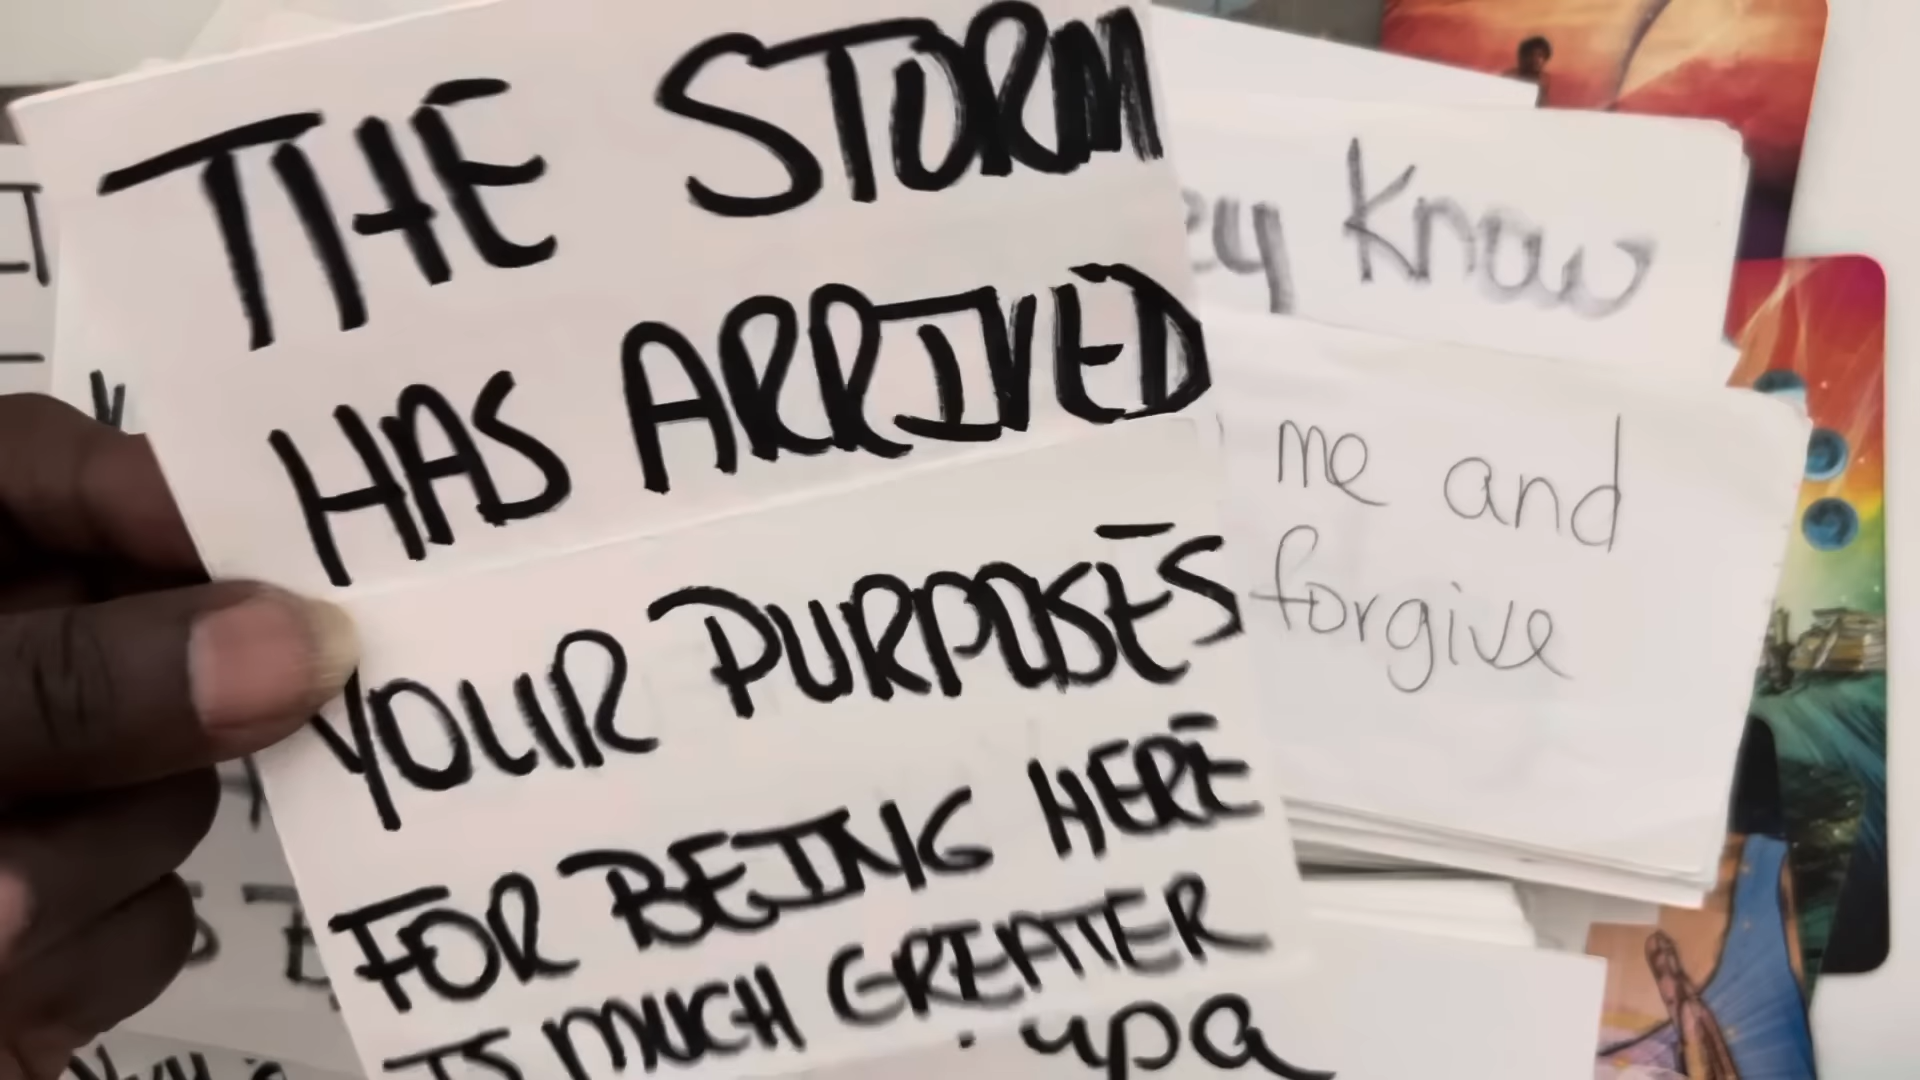 THE STORM
HAS ARRIVED
YOUR PURPOSES
FOR BEING HERE
IS MUCH GREATER
Know
me and
forgive